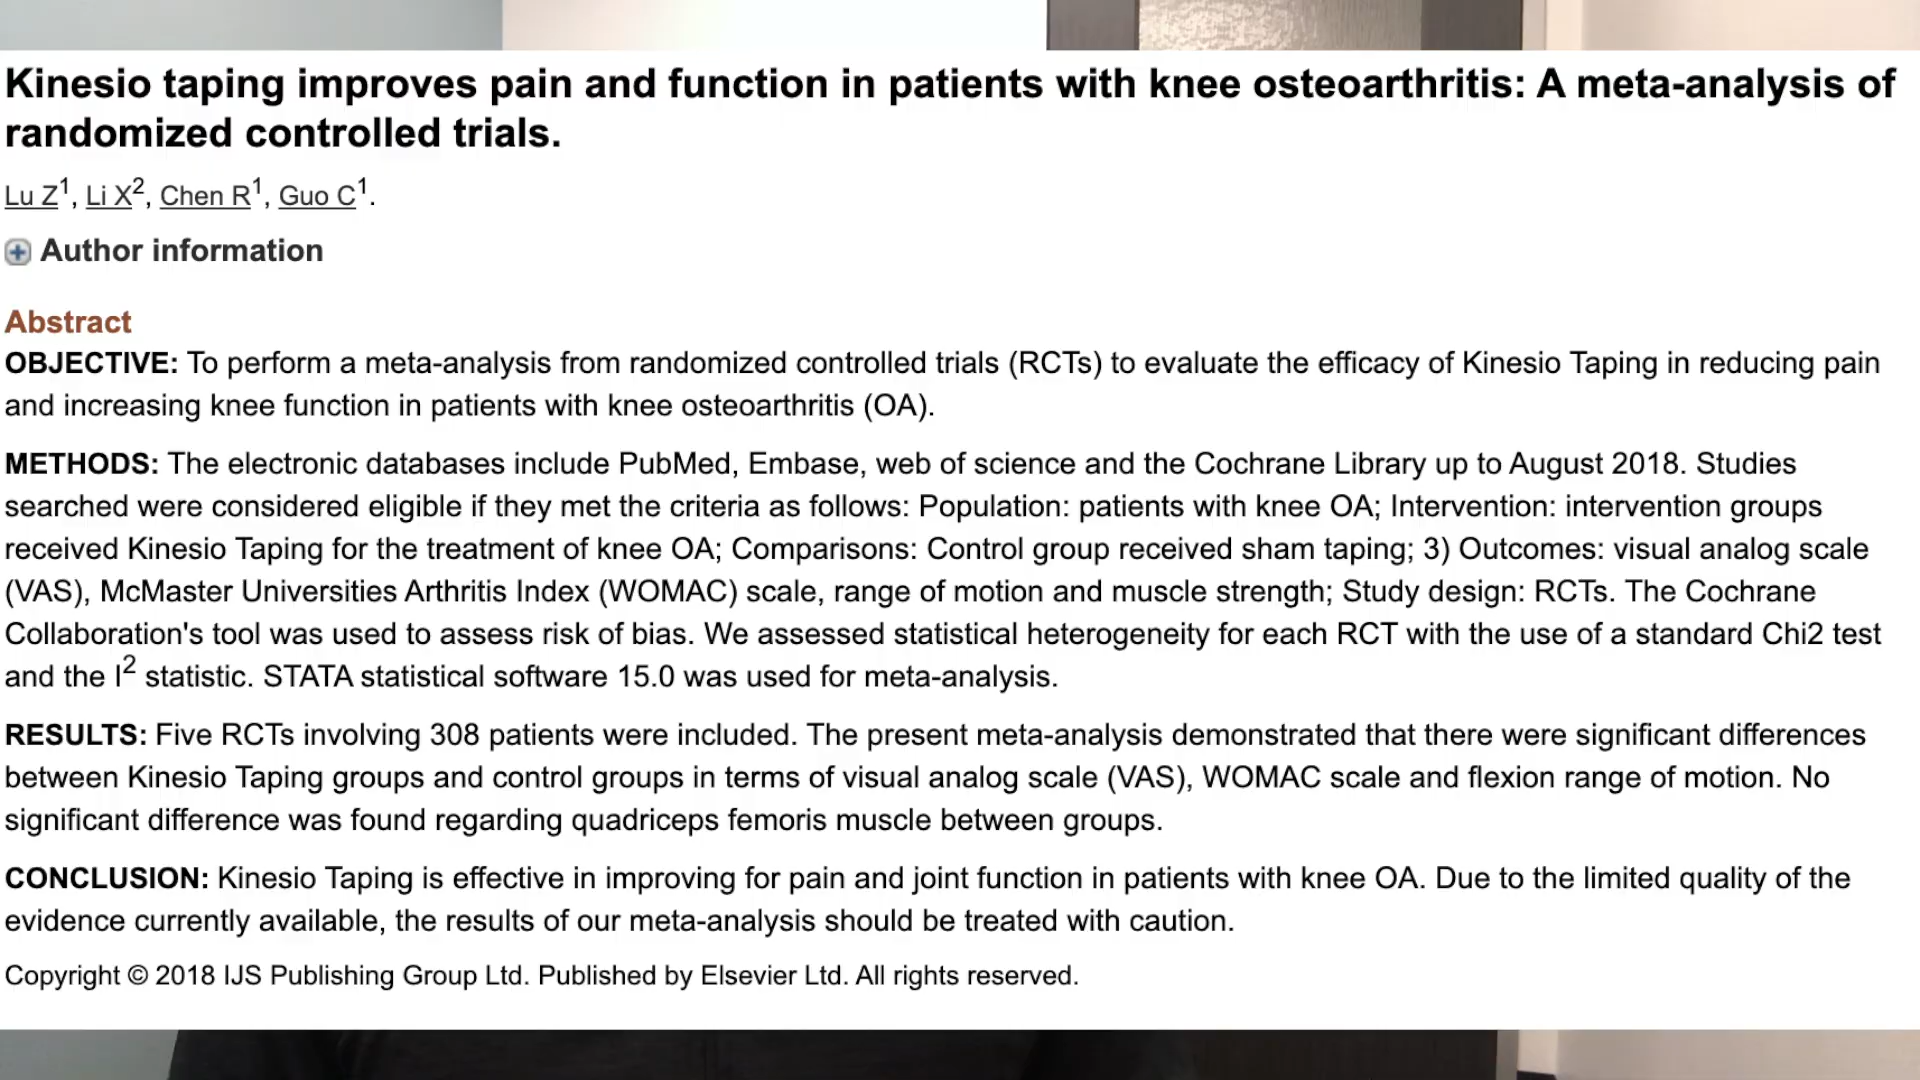 Kinesio taping improves pain and function in patients with knee osteoarthritis: A meta-analysis of
randomized controlled trials.
Lu Z1, Li X2, Chen R1, Guo C1.
Author information
Abstract
OBJECTIVE: To perform a meta-analysis from randomized controlled trials (RCTs) to evaluate the efficacy of Kinesio Taping in reducing pain
and increasing knee function in patients with knee osteoarthritis (OA).
METHODS: The electronic databases include PubMed, Embase, web of science and the Cochrane Library up to August 2018. Studies
searched were considered eligible if they met the criteria as follows: Population: patients with knee OA; Intervention: intervention groups
received Kinesio Taping for the treatment of knee OA; Comparisons: Control group received sham taping; 3) Outcomes: visual analog scale
(VAS), McMaster Universities Arthritis Index (WOMAC) scale, range of motion and muscle strength; Study design: RCTs. The Cochrane
Collaboration's tool was used to assess risk of bias. We assessed statistical heterogeneity for each RCT with the use of a standard Chi2 test
and the I2 statistic. STATA statistical software 15.0 was used for meta-analysis.
RESULTS: Five RCTs involving 308 patients were included. The present meta-analysis demonstrated that there were significant differences
between Kinesio Taping groups and control groups in terms of visual analog scale (VAS), WOMAC scale and flexion range of motion. No
significant difference was found regarding quadriceps femoris muscle between groups.
CONCLUSION: Kinesio Taping is effective in improving for pain and joint function in patients with knee OA. Due to the limited quality of the
evidence currently available, the results of our meta-analysis should be treated with caution.
Copyright © 2018 IJS Publishing Group Ltd. Published by Elsevier Ltd. All rights reserved.